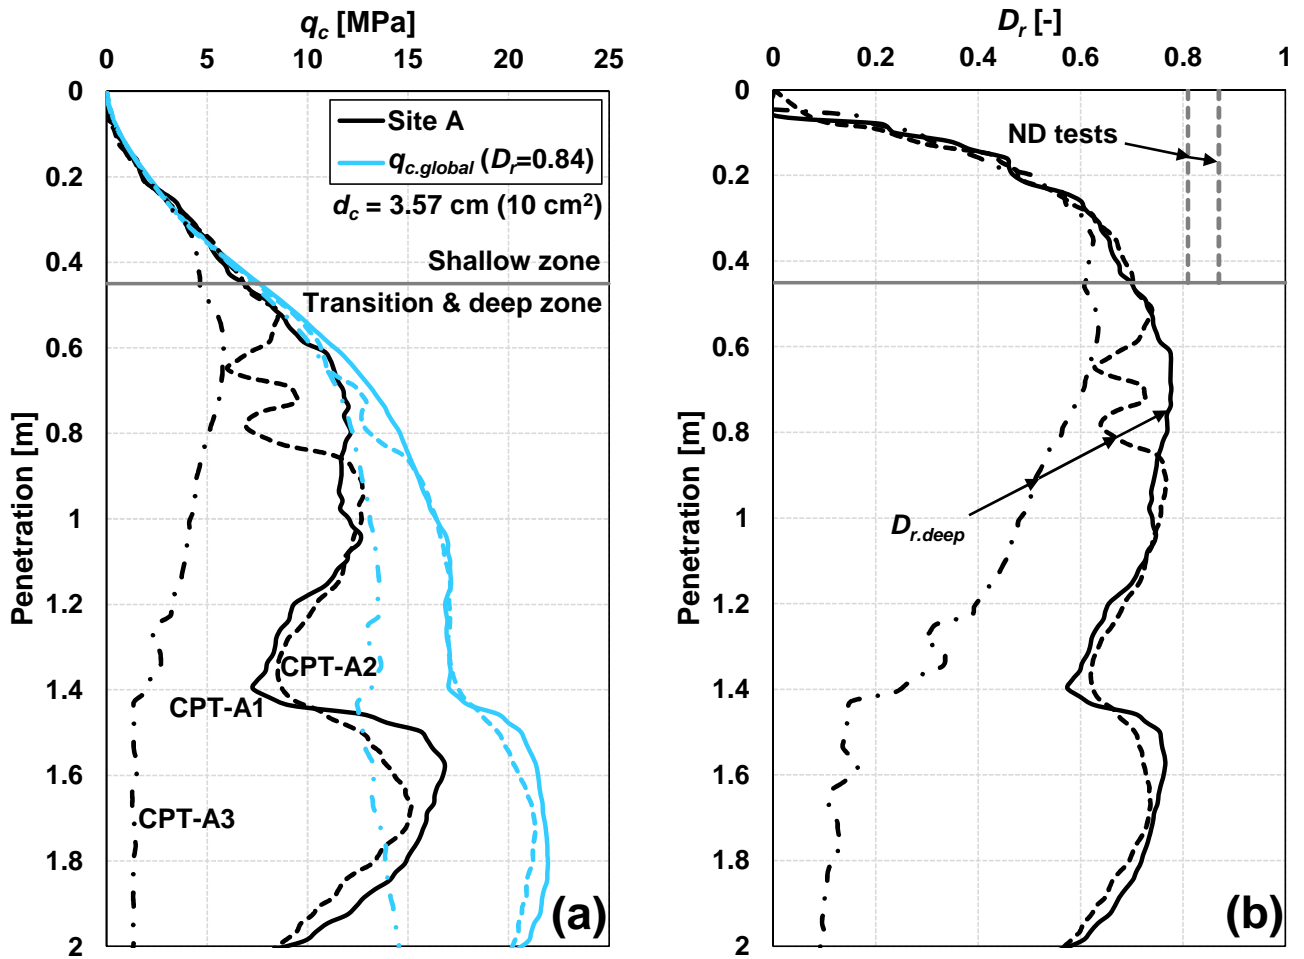 q_c [MPa]
0 5 10 15 20 25
Penetration [m]
0
0.2
0.4
0.6
0.8
1
1.2
1.4
1.6
1.8
2
Site A
q_c.global (D_r=0.84)
d_c = 3.57 cm (10 cm²)
Shallow zone
Transition & deep zone
CPT-A2
CPT-A1
CPT-A3
(a)
D_r [-]
0 0.2 0.4 0.6 0.8 1
Penetration [m]
0
0.2
0.4
0.6
0.8
1
1.2
1.4
1.6
1.8
2
ND tests
D_r.deep
(b)